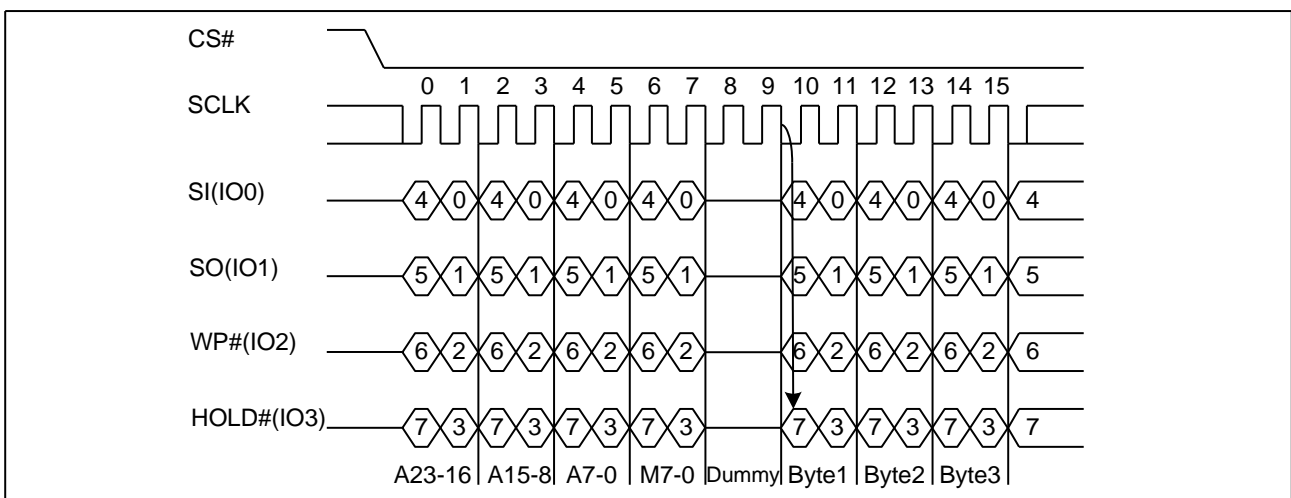 CS#
0 1 2 3 4 5 6 7 8 9 10 11 12 13 14 15
SCLK
SI(IO0) 4 0 4 0 4 0 4 0 4 0 4 0 4 0 4
SO(IO1) 5 1 5 1 5 1 5 1 5 1 5 1 5 1 5
WP#(IO2) 6 2 6 2 6 2 6 2 6 2 6 2 6 2 6
HOLD#(IO3) 7 3 7 3 7 3 7 3 7 3 7 3 7 3 7
A23-16 A15-8 A7-0 M7-0 Dummy Byte1 Byte2 Byte3